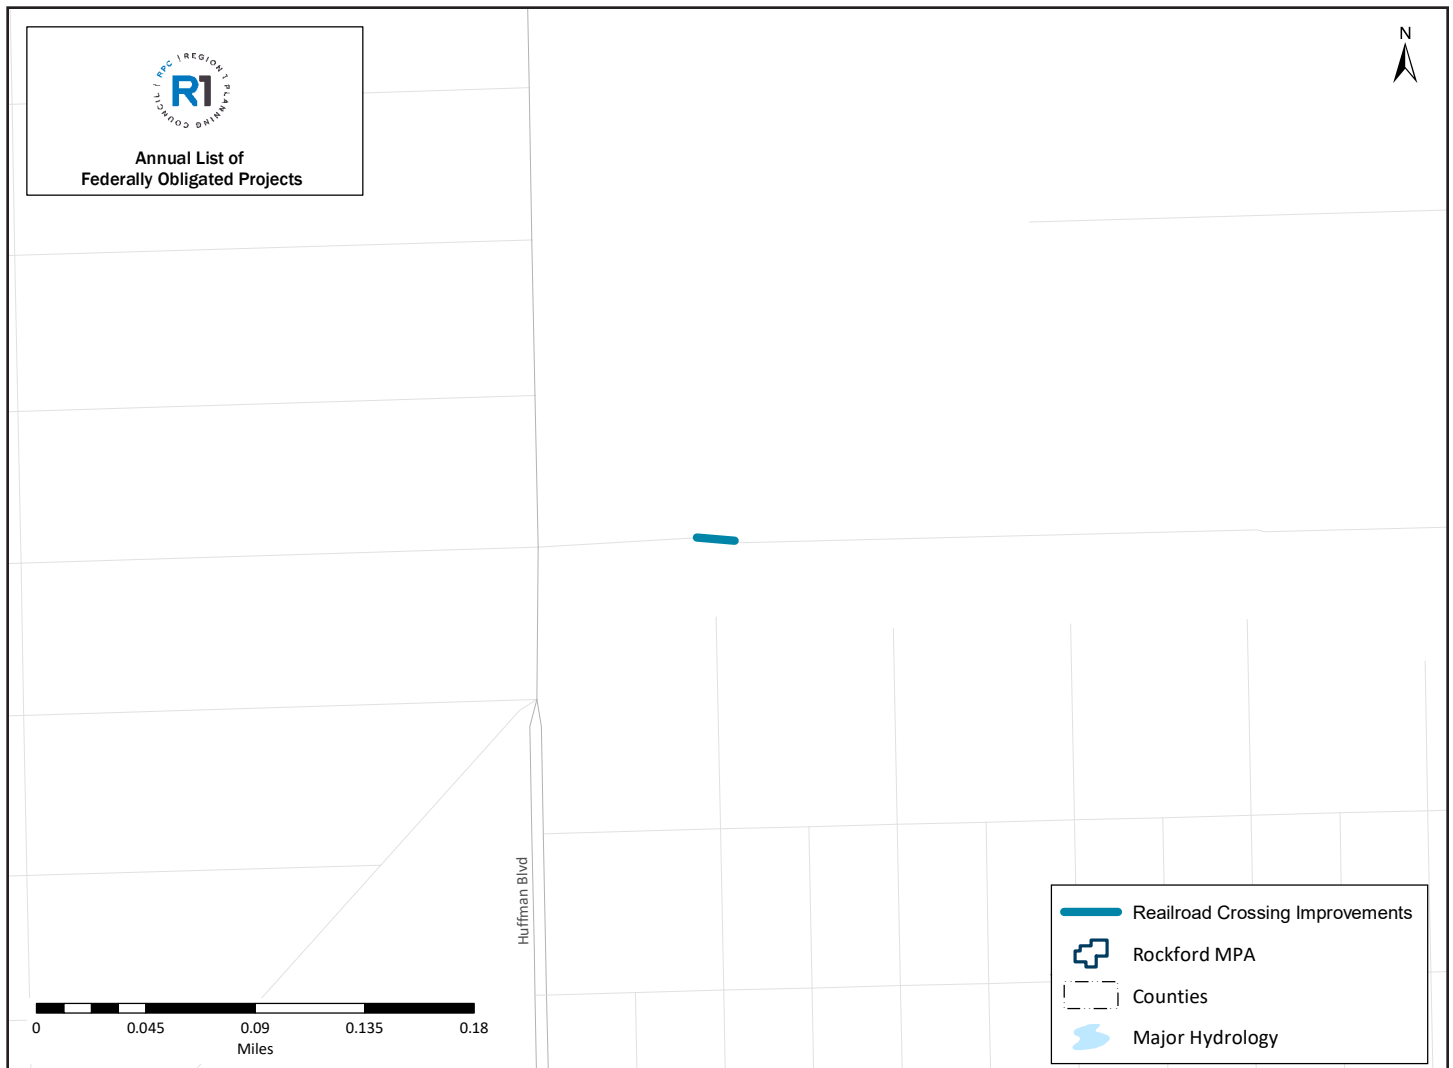 RPC | REGION 1 PLANNING COUNCIL |
R1
Annual List of
Federally Obligated Projects
N
Huffman Blvd
Reailroad Crossing Improvements
Rockford MPA
Counties
Major Hydrology
0 0.045 0.09 0.135 0.18
Miles